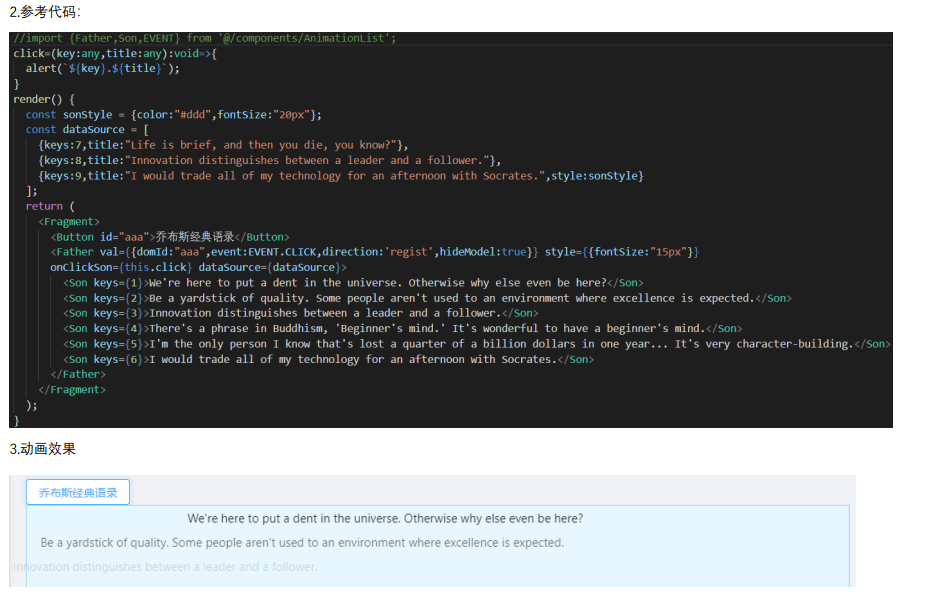 2.参考代码:
//import {Father,Son,EVENT} from '@/components/AnimationList';
click=(key:any,title:any):void=>{
alert(`${key}.${title}`);
}
render() {
const sonStyle = {color:"#ddd",fontSize:"20px"};
const dataSource = [
{keys:7,title:"Life is brief, and then you die, you know?"},
{keys:8,title:"Innovation distinguishes between a leader and a follower."},
{keys:9,title:"I would trade all of my technology for an afternoon with Socrates.",style:sonStyle}
];
return (
<Fragment>
<Button id="aaa">乔布斯经典语录</Button>
<Father val={{domId:"aaa",event:EVENT.CLICK,direction:'regist',hideModel:true}} style={{fontSize:"15px"}}
onClickSon={this.click} dataSource={dataSource}>
<Son keys={1}>We're here to put a dent in the universe. Otherwise why else even be here?</Son>
<Son keys={2}>Be a yardstick of quality. Some people aren't used to an environment where excellence is expected.</Son>
<Son keys={3}>Innovation distinguishes between a leader and a follower.</Son>
<Son keys={4}>There's a phrase in Buddhism, 'Beginner's mind.' It's wonderful to have a beginner's mind.</Son>
<Son keys={5}>I'm the only person I know that's lost a quarter of a billion dollars in one year... It's very character-building.</Son>
<Son keys={6}>I would trade all of my technology for an afternoon with Socrates.</Son>
</Father>
</Fragment>
);
}
3.动画效果
乔布斯经典语录
We're here to put a dent in the universe. Otherwise why else even be here?
Be a yardstick of quality. Some people aren't used to an environment where excellence is expected.
Innovation distinguishes between a leader and a follower.